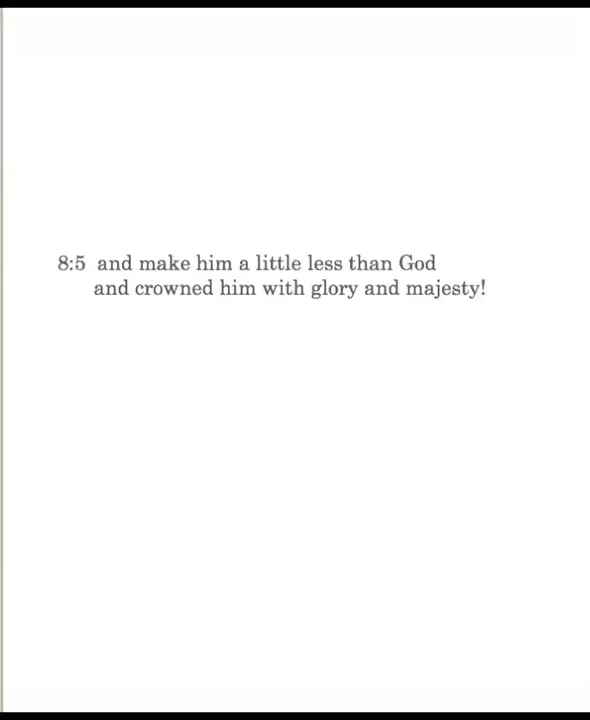 8:5 and make him a little less than God
and crowned him with glory and majesty!